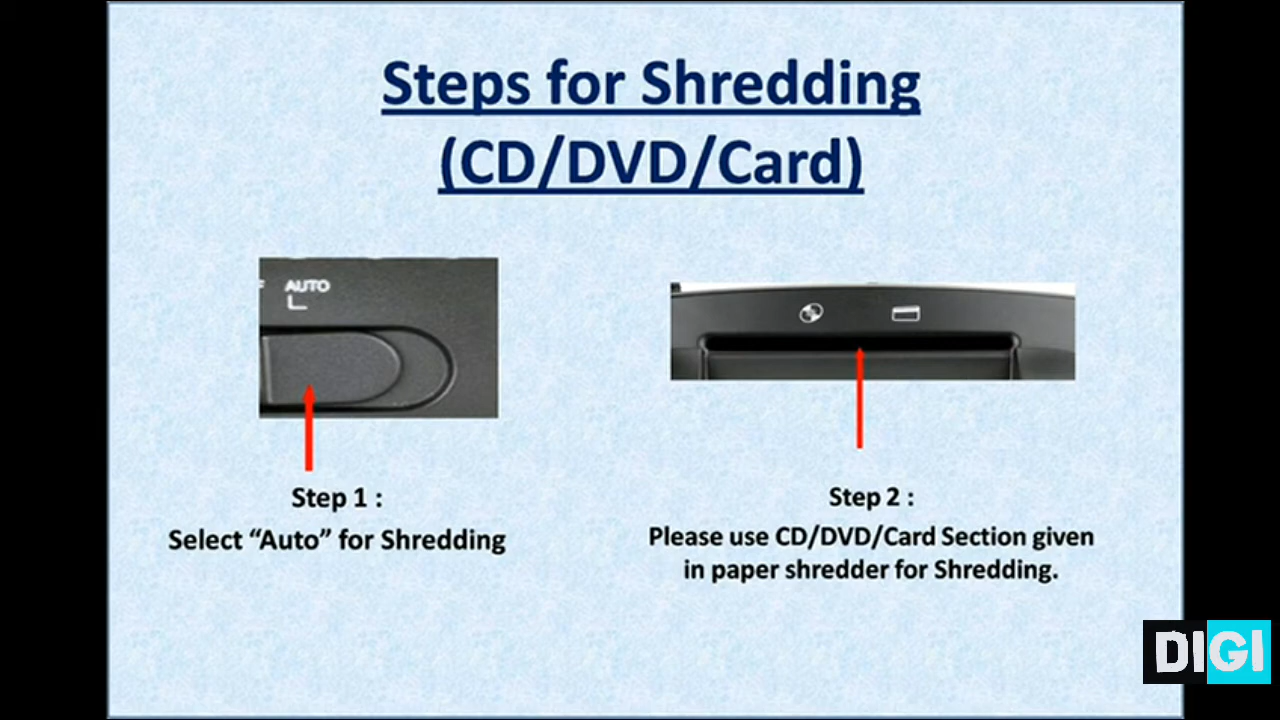 Steps for Shredding
(CD/DVD/Card)
AUTO
Step 1 :
Select “Auto” for Shredding
Step 2 :
Please use CD/DVD/Card Section given
in paper shredder for Shredding.
DIGI